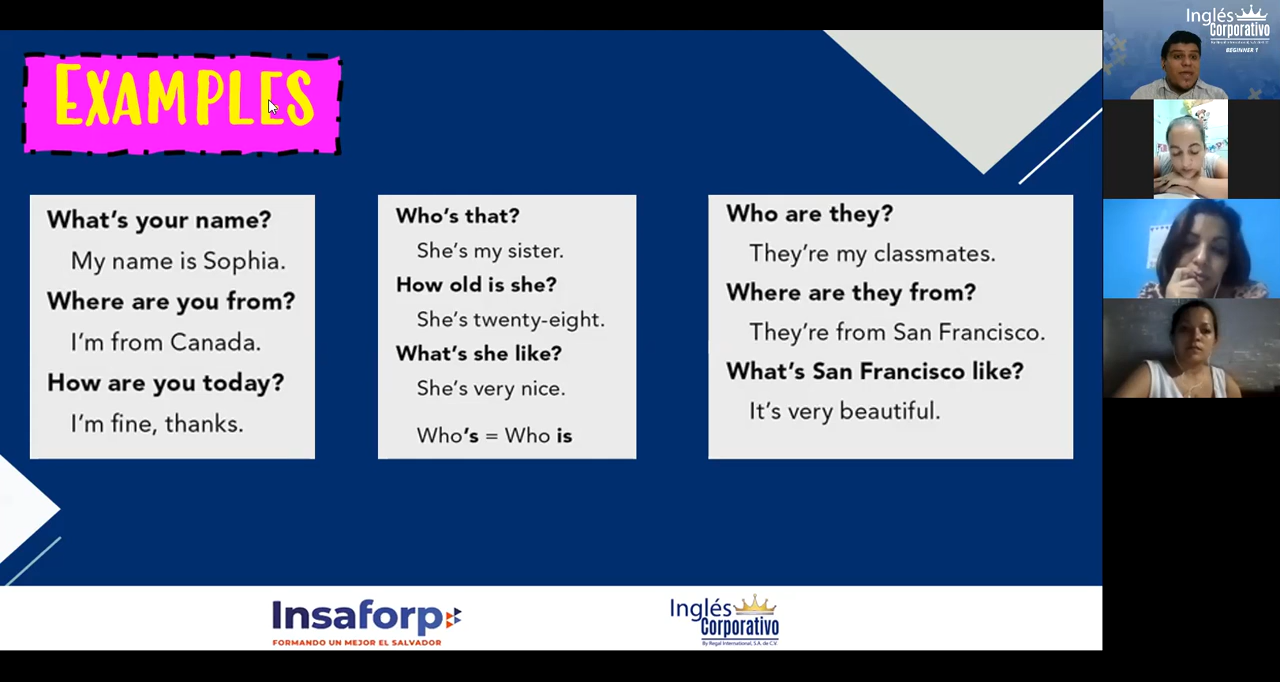 EXAMPLES
What's your name?
My name is Sophia.
Where are you from?
I'm from Canada.
How are you today?
I'm fine, thanks.
Who's that?
She's my sister.
How old is she?
She's twenty-eight.
What's she like?
She's very nice.
Who's = Who is
Who are they?
They're my classmates.
Where are they from?
They're from San Francisco.
What's San Francisco like?
It's very beautiful.
Insaforp
FORMANDO UN MEJOR EL SALVADOR
Inglés
Corporativo
By Regal International, S.A. de C.V.
Inglés
Corporativo
By Regal International, S.A. de C.V.
BEGINNER 1